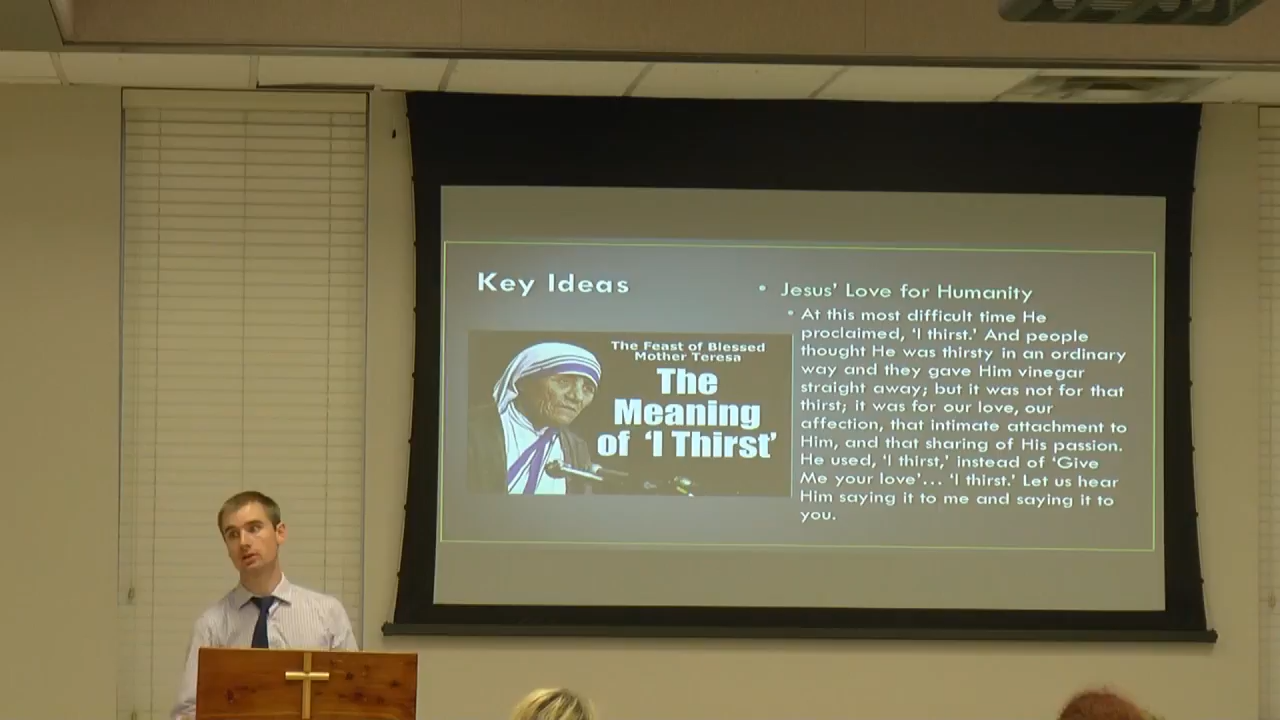 Key Ideas
The Feast of Blessed
Mother Teresa
The
Meaning
of 'I Thirst'
• Jesus' Love for Humanity
• At this most difficult time He
proclaimed, 'I thirst.' And people
thought He was thirsty in an ordinary
way and they gave Him vinegar
straight away; but it was not for that
thirst; it was for our love, our
affection, that intimate attachment to
Him, and that sharing of His passion.
He used, 'I thirst,' instead of 'Give
Me your love'... 'I thirst.' Let us hear
Him saying it to me and saying it to
you.